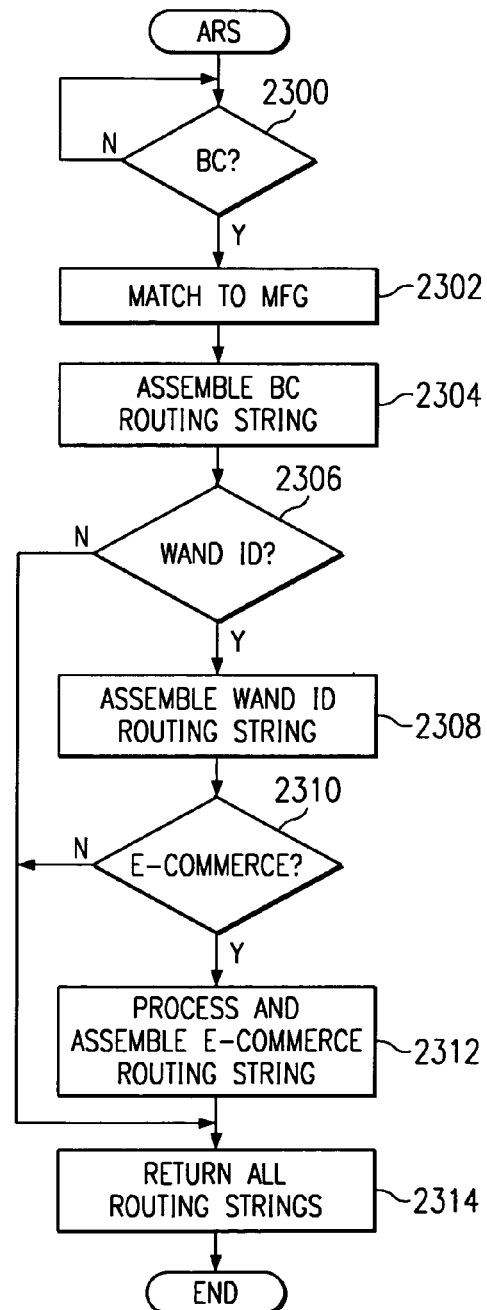 ARS
2300
N
BC?
Y
MATCH TO MFG
2302
ASSEMBLE BC
ROUTING STRING
2304
2306
N
WAND ID?
Y
ASSEMBLE WAND ID
ROUTING STRING
2308
2310
N
E-COMMERCE?
Y
PROCESS AND
ASSEMBLE E-COMMERCE
ROUTING STRING
2312
RETURN ALL
ROUTING STRINGS
2314
END